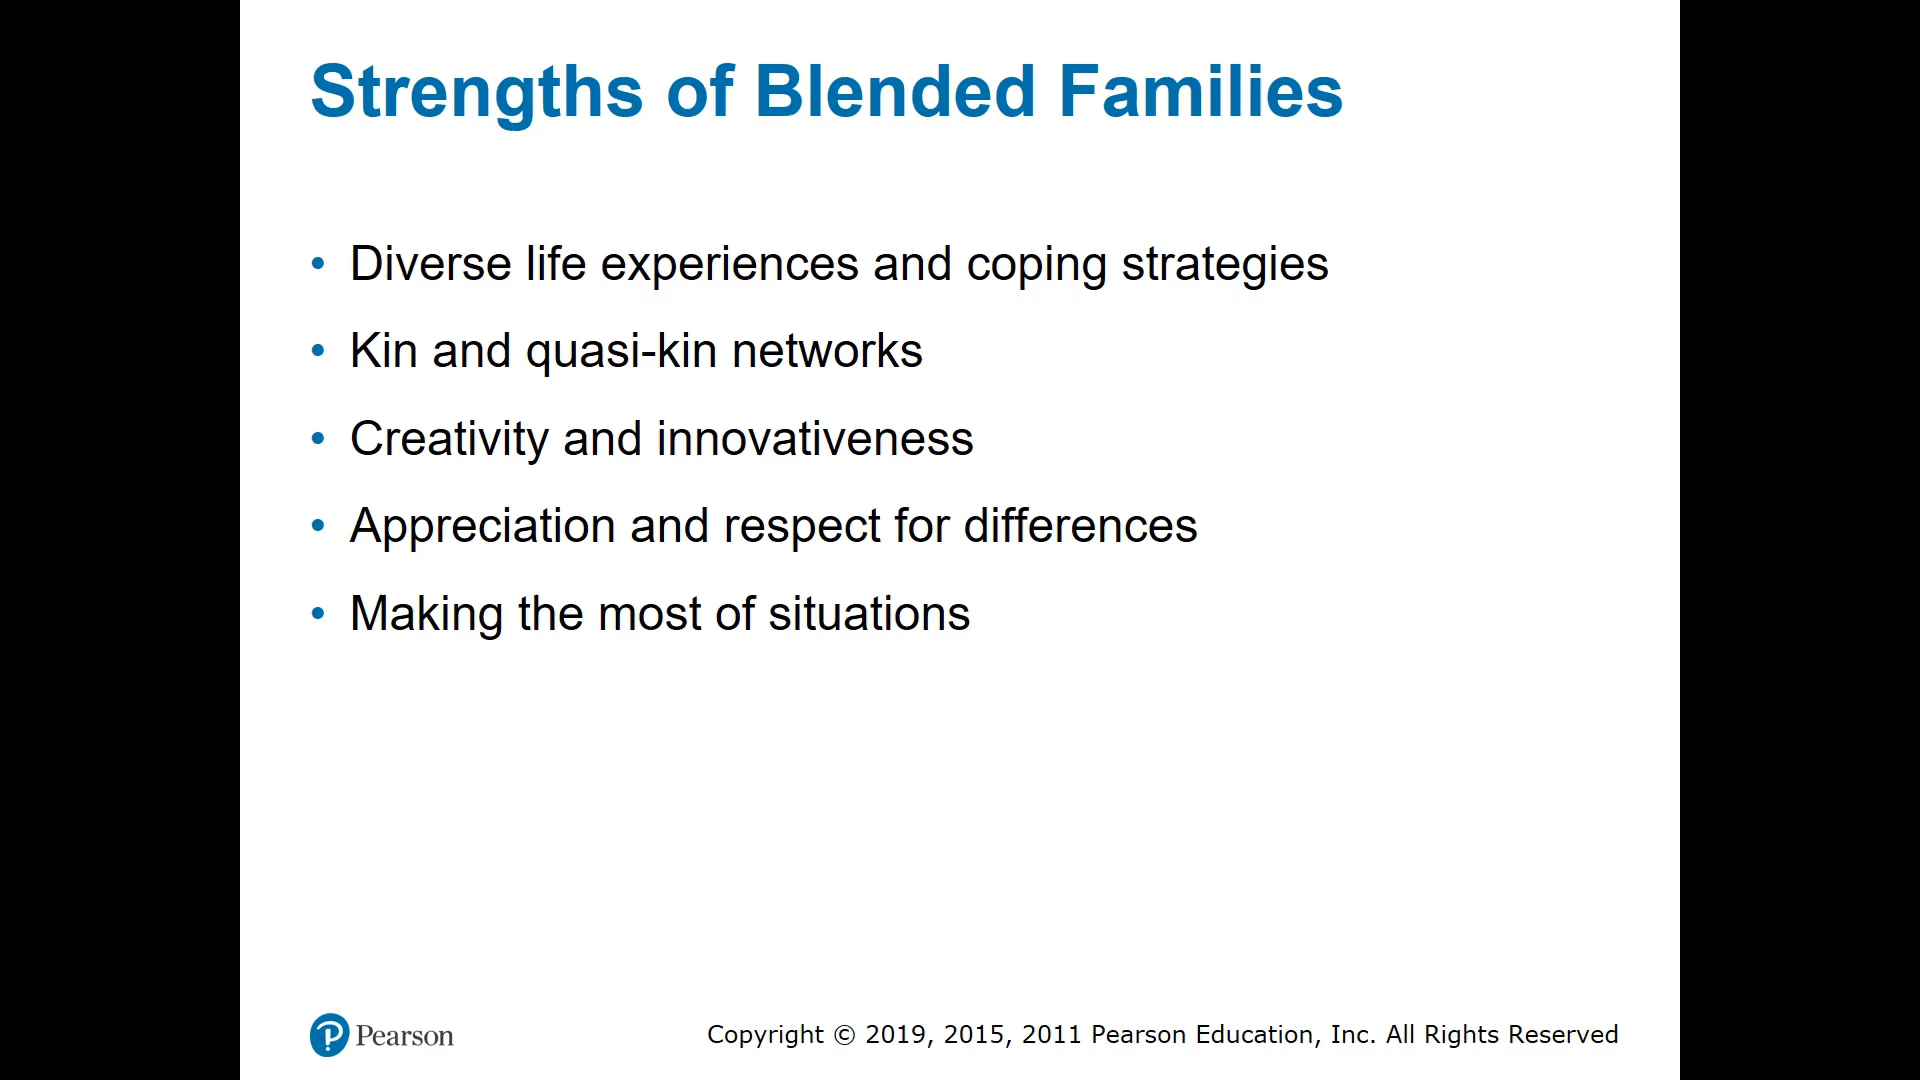 Strengths of Blended Families
• Diverse life experiences and coping strategies
• Kin and quasi-kin networks
• Creativity and innovativeness
• Appreciation and respect for differences
• Making the most of situations
Pearson
Copyright © 2019, 2015, 2011 Pearson Education, Inc. All Rights Reserved